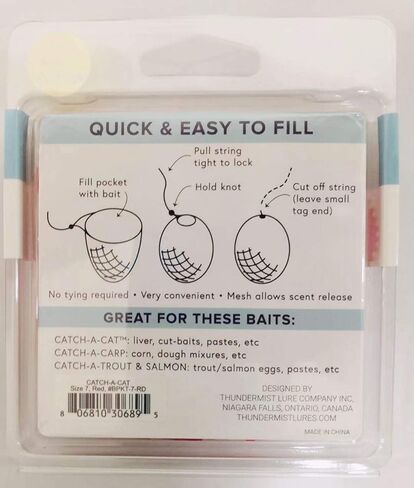 QUICK & EASY TO FILL
Pull string
tight to lock
Fill pocket
with bait
Hold knot
Cut off string
(leave small
tag end)
No tying required • Very convenient • Mesh allows scent release
GREAT FOR THESE BAITS:
CATCH-A-CAT™: liver, cut-baits, pastes, etc
CATCH-A-CARP: corn, dough mixtures, etc
CATCH-A-TROUT & SALMON: trout/salmon eggs, pastes, etc
CATCH-A-CAT
Size 7, Red, #BPKT-7-RD
8 06810 30689 5
DESIGNED BY
THUNDERMIST LURE COMPANY INC,
NIAGARA FALLS, ONTARIO, CANADA
THUNDERMISTLURES.COM
MADE IN CHINA